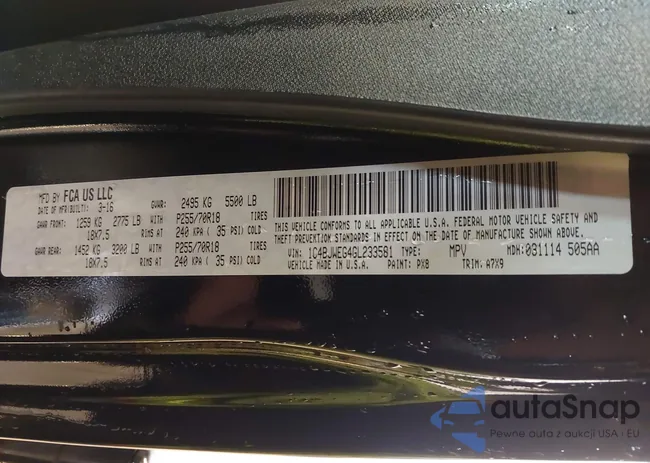 MFD BY FCA US LLC
DATE OF MFR(BUILT): 3-16 GVWR: 2495 KG 5500 LB
GAWR FRONT: 1259 KG 2775 LB WITH P255/70R18 TIRES
18X7.5 RIMS AT 240 KPA ( 35 PSI) COLD
GAWR REAR: 1452 KG 3200 LB WITH P255/70R18 TIRES
18X7.5 RIMS AT 240 KPA ( 35 PSI) COLD
THIS VEHICLE CONFORMS TO ALL APPLICABLE U.S.A. FEDERAL MOTOR VEHICLE SAFETY AND
THEFT PREVENTION STANDARDS IN EFFECT ON THE DATE OF MANUFACTURE SHOWN ABOVE.
VIN: 1C4BJWEG4GL233581 TYPE: MPV MDH: 031114 505AA
VEHICLE MADE IN U.S.A. PAINT: PX8 TRIM: A7X9
autoSnap
Pewne auto z aukcji USA i EU